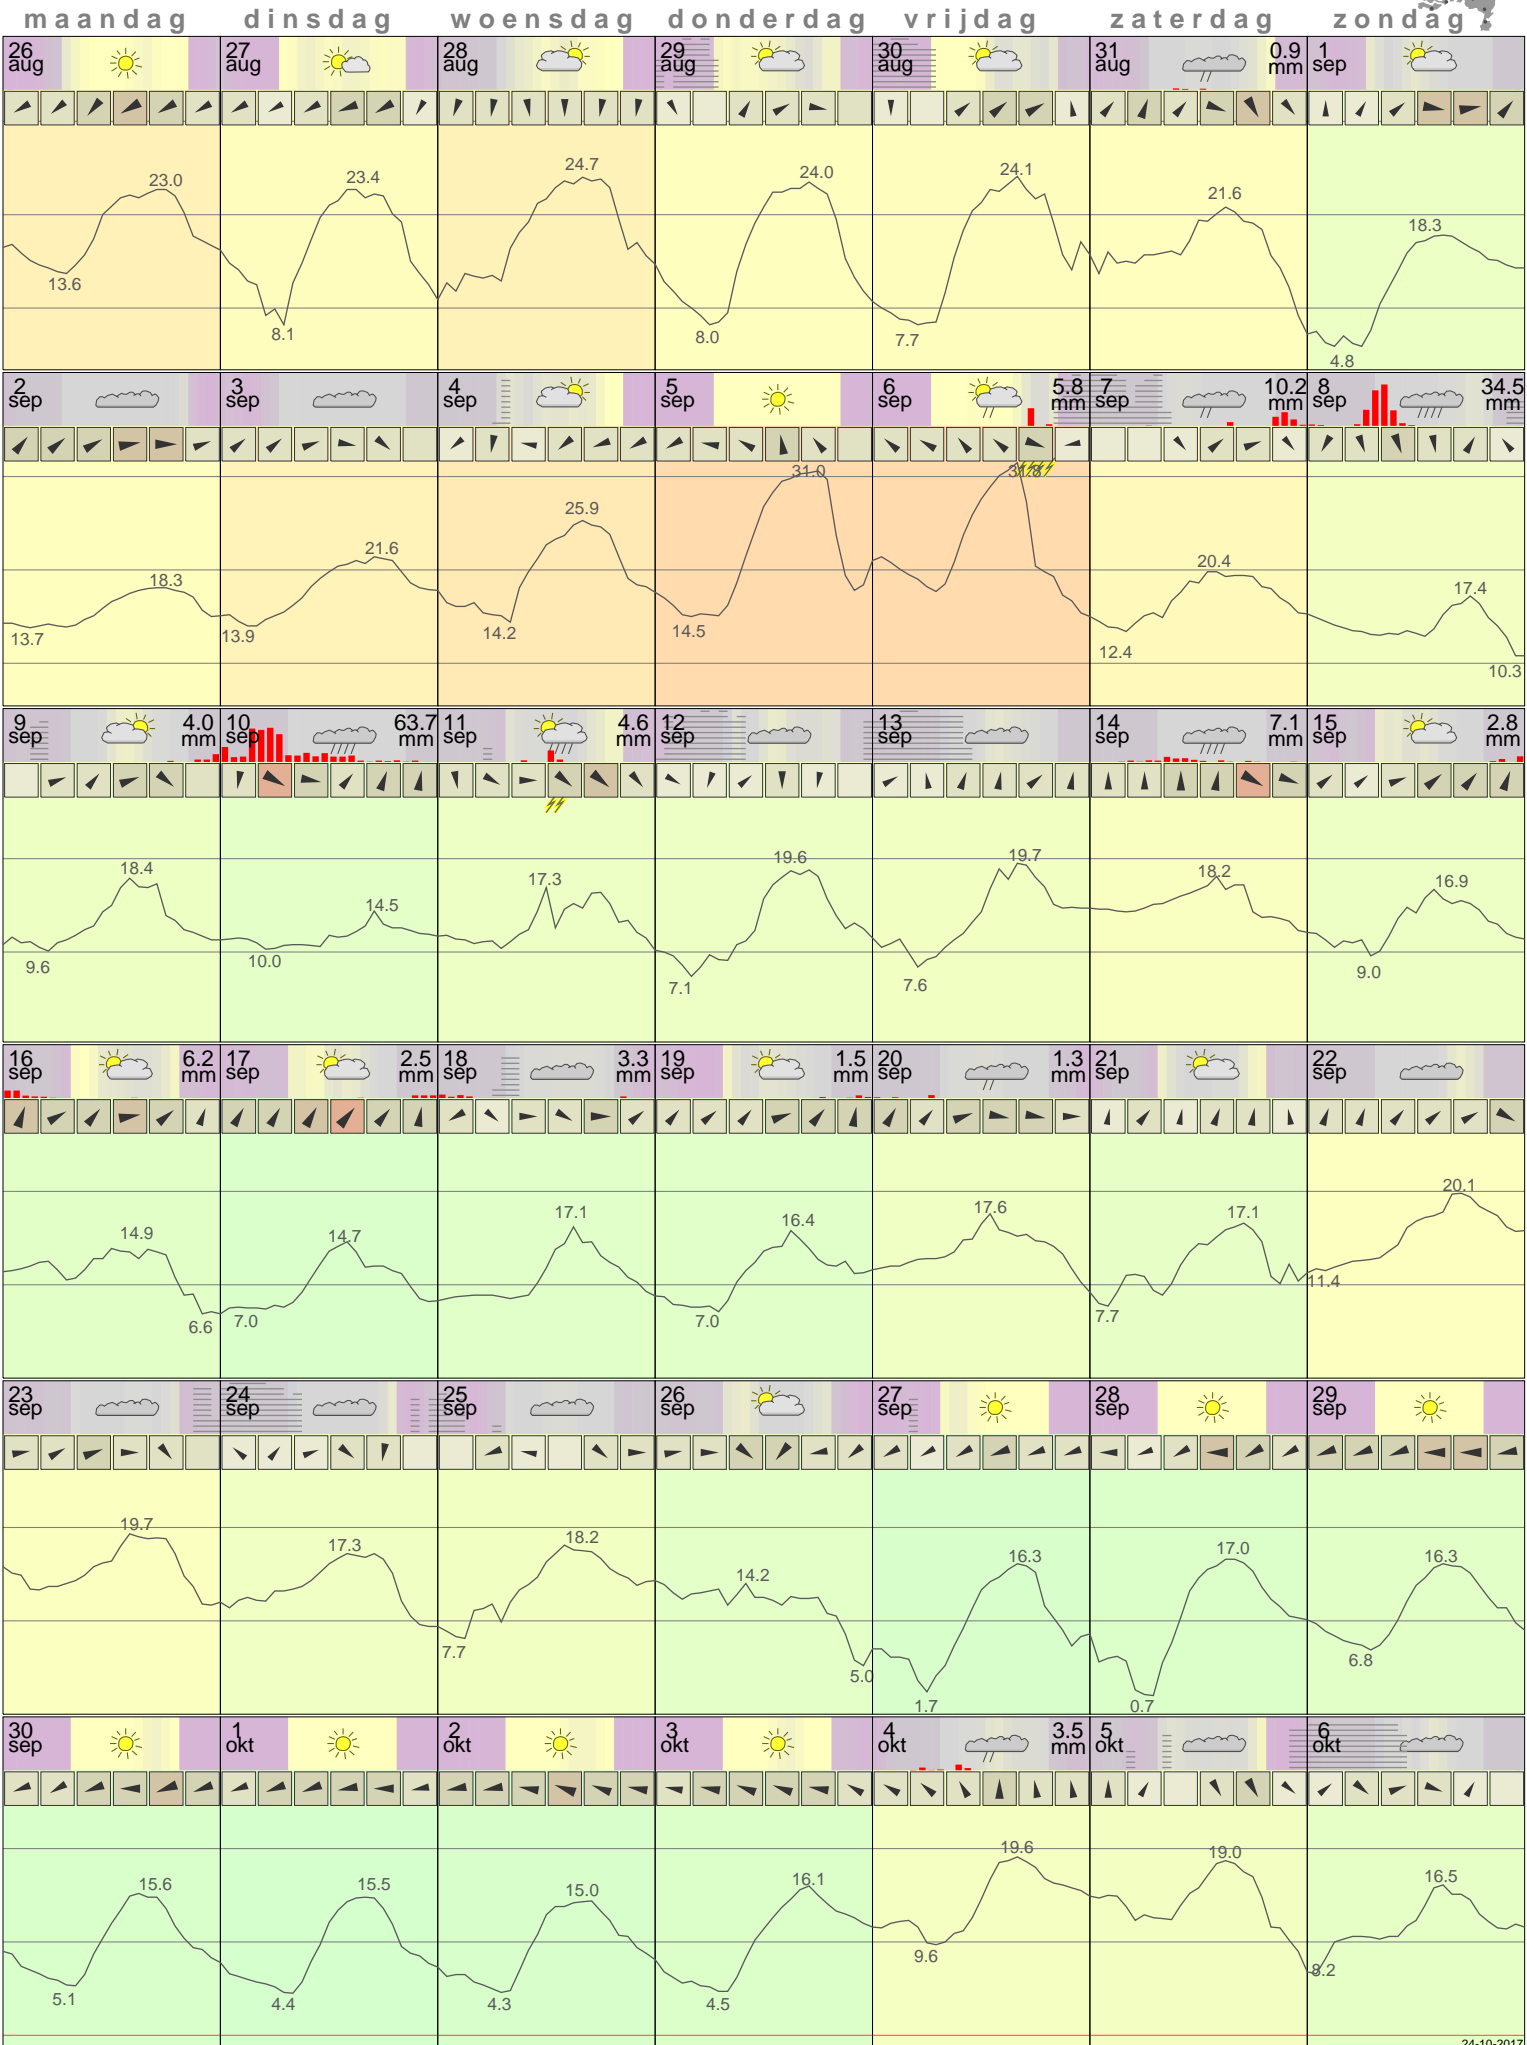 maandag dinsdag woensdag donderdag vrijdag zaterdag zondag
26 aug 27 aug 28 aug 29 aug 30 aug 31 aug 0.9 mm 1 sep
23.0 23.4 24.7 24.0 24.1 21.6 18.3
13.6 8.1 8.0 7.7 4.8
2 sep 3 sep 4 sep 5 sep 6 sep 5.8 mm 7 sep 10.2 mm 8 sep 34.5 mm
18.3 21.6 25.9 31.0 31.8 20.4 17.4
13.7 13.9 14.2 14.5 12.4 10.3
9 sep 4.0 mm 10 sep 63.7 mm 11 sep 4.6 mm 12 sep 13 sep 14 sep 7.1 mm 15 sep 2.8 mm
18.4 14.5 17.3 19.6 19.7 18.2 16.9
9.6 10.0 7.1 7.6 9.0
16 sep 6.2 mm 17 sep 2.5 mm 18 sep 3.3 mm 19 sep 1.5 mm 20 sep 1.3 mm 21 sep 22 sep
14.9 14.7 17.1 16.4 17.6 17.1 20.1
6.6 7.0 7.0 7.7 11.4
23 sep 24 sep 25 sep 26 sep 27 sep 28 sep 29 sep
19.7 17.3 18.2 14.2 16.3 17.0 16.3
7.7 5.0 1.7 0.7 6.8
30 sep 1 okt 2 okt 3 okt 4 okt 3.5 mm 5 okt 6 okt
15.6 15.5 15.0 16.1 19.6 19.0 16.5
5.1 4.4 4.3 4.5 9.6 8.2
24-10-2017